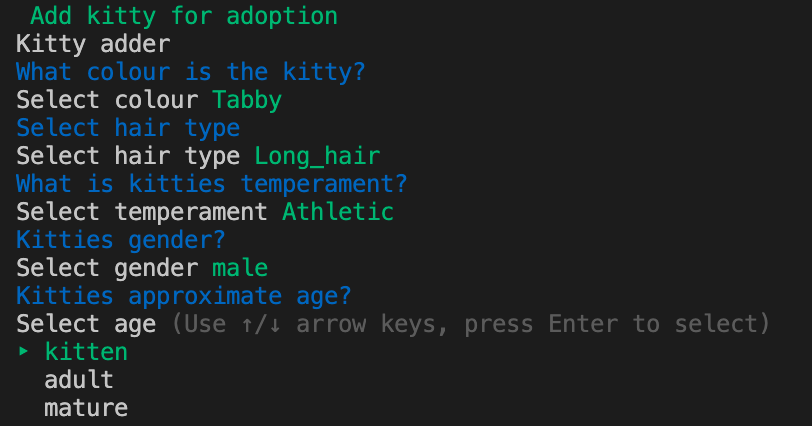 Add kitty for adoption
Kitty adder
What colour is the kitty?
Select colour Tabby
Select hair type
Select hair type Long_hair
What is kitties temperament?
Select temperament Athletic
Kitties gender?
Select gender male
Kitties approximate age?
Select age (Use ↑/↓ arrow keys, press Enter to select)
‣ kitten
adult
mature